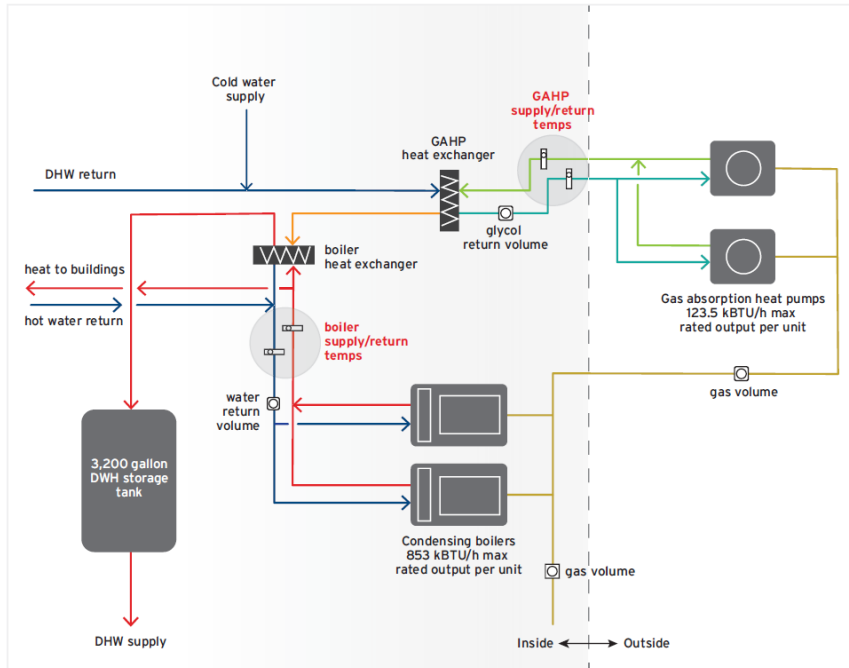 Cold water
supply
GAHP
supply/return
temps
GAHP
heat exchanger
DHW return
glycol
return volume
boiler
heat exchanger
heat to buildings
hot water return
Gas absorption heat pumps
123.5 kBTU/h max
rated output per unit
boiler
supply/return
temps
gas volume
water
return
volume
3,200 gallon
DWH storage
tank
Condensing boilers
853 kBTU/h max
rated output per unit
gas volume
DHW supply
Inside
Outside